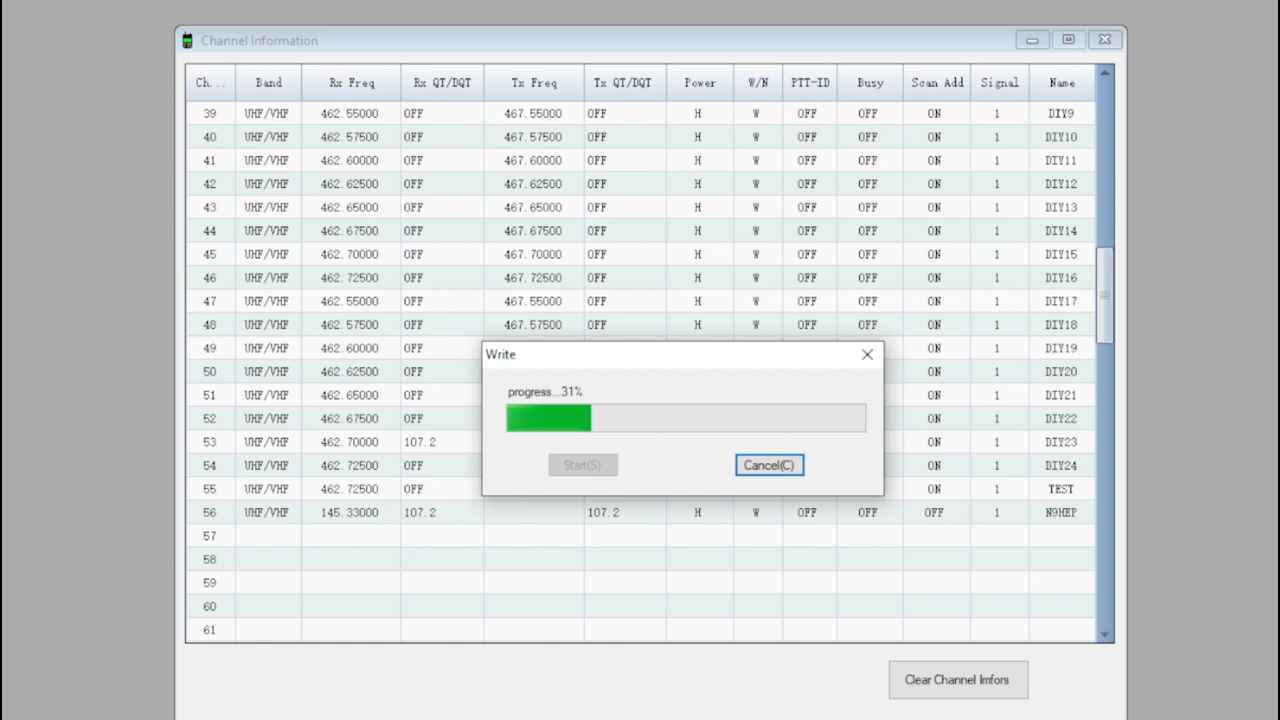 Channel Information
Ch... Band Rx Freq Rx QT/DQT Tx Freq Tx QT/DQT Power W/N PTT-ID Busy Scan Add Signal Name
39 UHF/VHF 462.55000 OFF 467.55000 OFF H W OFF OFF ON 1 DIY9
40 UHF/VHF 462.57500 OFF 467.57500 OFF H W OFF OFF ON 1 DIY10
41 UHF/VHF 462.60000 OFF 467.60000 OFF H W OFF OFF ON 1 DIY11
42 UHF/VHF 462.62500 OFF 467.62500 OFF H W OFF OFF ON 1 DIY12
43 UHF/VHF 462.65000 OFF 467.65000 OFF H W OFF OFF ON 1 DIY13
44 UHF/VHF 462.67500 OFF 467.67500 OFF H W OFF OFF ON 1 DIY14
45 UHF/VHF 462.70000 OFF 467.70000 OFF H W OFF OFF ON 1 DIY15
46 UHF/VHF 462.72500 OFF 467.72500 OFF H W OFF OFF ON 1 DIY16
47 UHF/VHF 462.55000 OFF 467.55000 OFF H W OFF OFF ON 1 DIY17
48 UHF/VHF 462.57500 OFF 467.57500 OFF H W OFF OFF ON 1 DIY18
49 UHF/VHF 462.60000 OFF ON 1 DIY19
50 UHF/VHF 462.62500 OFF ON 1 DIY20
51 UHF/VHF 462.65000 OFF ON 1 DIY21
52 UHF/VHF 462.67500 OFF ON 1 DIY22
53 UHF/VHF 462.70000 107.2 ON 1 DIY23
54 UHF/VHF 462.72500 OFF ON 1 DIY24
55 UHF/VHF 462.72500 OFF ON 1 TEST
56 UHF/VHF 145.33000 107.2 107.2 H W OFF OFF OFF 1 N9HEP
57
58
59
60
61
Write
progress...31%
Start(S) Cancel(C)
Clear Channel Imfors